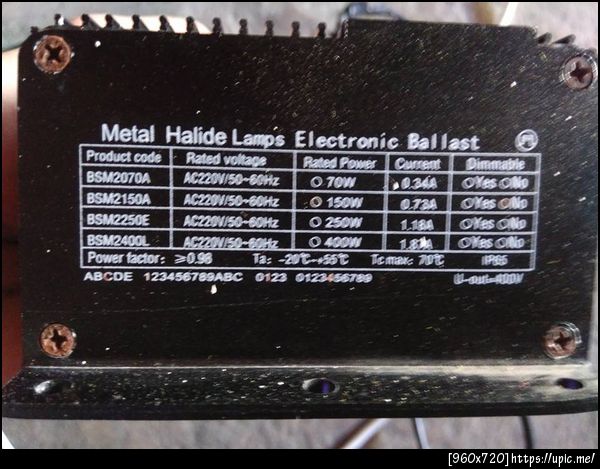 Metal Halide Lamps Electronic Ballast
Product code Rated voltage Rated Power Current Dimmable
BSM2070A AC220V/50~60Hz 70W 0.34A Yes No
BSM2150A AC220V/50~60Hz 150W 0.73A Yes No
BSM2250E AC220V/50~60Hz 250W 1.18A Yes No
BSM2400L AC220V/50~60Hz 400W Yes No
Power factor: ≥0.98 Ta: -20℃~+55℃ Tc max: 70℃ IP65
ABCDE 123456789ABC 0123 0123456789 U-out=400V
[960x720]https://upic.me/